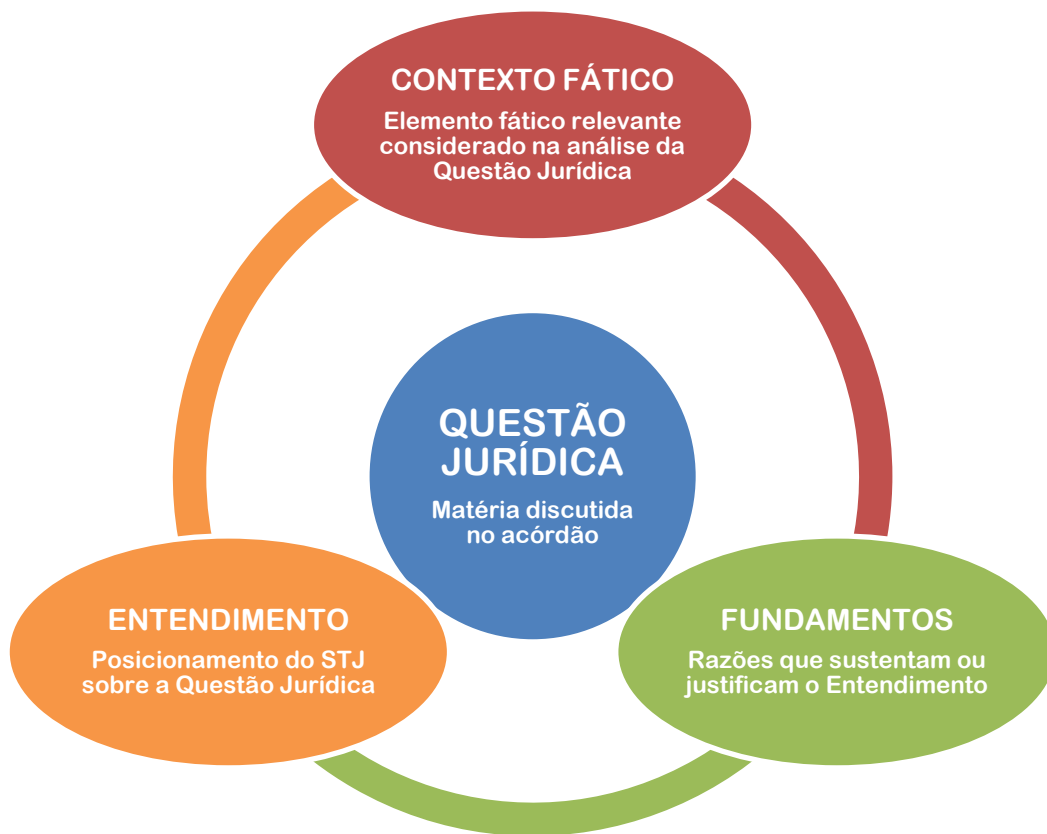 CONTEXTO FÁTICO
Elemento fático relevante
considerado na análise da
Questão Jurídica
QUESTÃO
JURÍDICA
Matéria discutida
no acórdão
ENTENDIMENTO
Posicionamento do STJ
sobre a Questão Jurídica
FUNDAMENTOS
Razões que sustentam ou
justificam o Entendimento